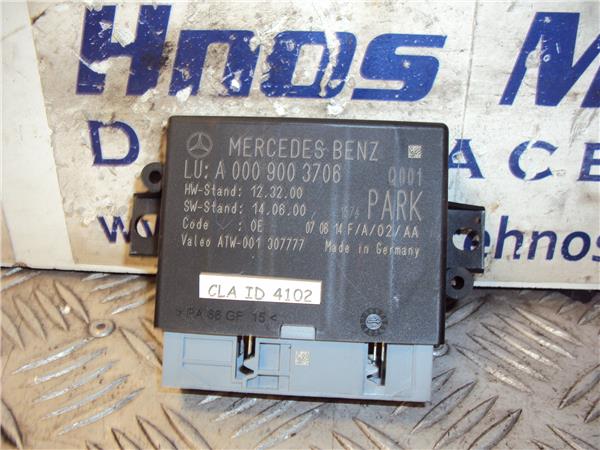 Hnos M
MERCEDES BENZ
LU: A 000 900 3706 Q001
HW-Stand: 12.32.00
SW-Stand: 14.06.00 PARK
Code : 0E 07 06 14 F/A/02/AA
Valeo ATW-001 307777 Made in Germany
CLA ID 4102
> PA 66 GF 15 <
ehnos